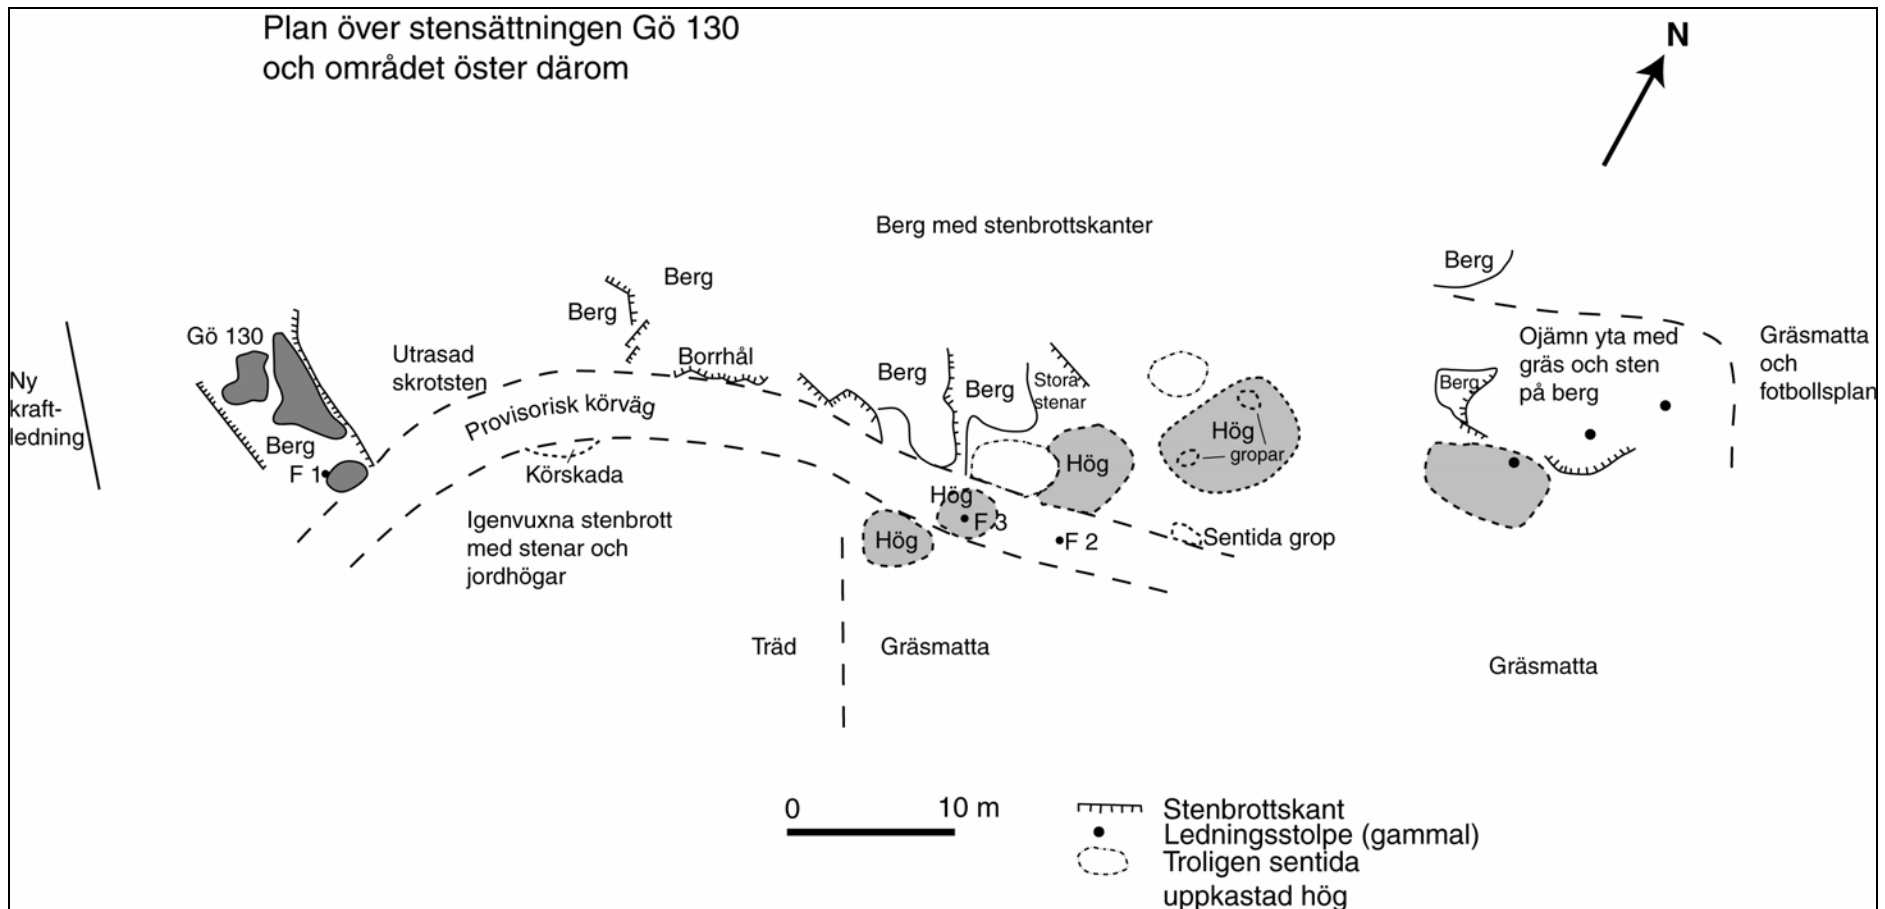 Plan över stensättningen Gö 130
och området öster därom
N
Berg med stenbrottskanter
Berg
Berg
Berg
Gö 130
Utrasad
skrotsten
Borrhål
Ny
kraft-
ledning
Berg
F 1
Provisorisk körväg
Körskada
Igenvuxna stenbrott
med stenar och
jordhögar
Berg
Berg
Stora
stenar
Hög
Hög
gropar
Hög
F 3
Hög
F 2
Sentida grop
Berg
Ojämn yta med
gräs och sten
på berg
Gräsmatta
och
fotbollsplan
Träd
Gräsmatta
Gräsmatta
0
10 m
Stenbrottskant
Ledningsstolpe (gammal)
Troligen sentida
uppkastad hög